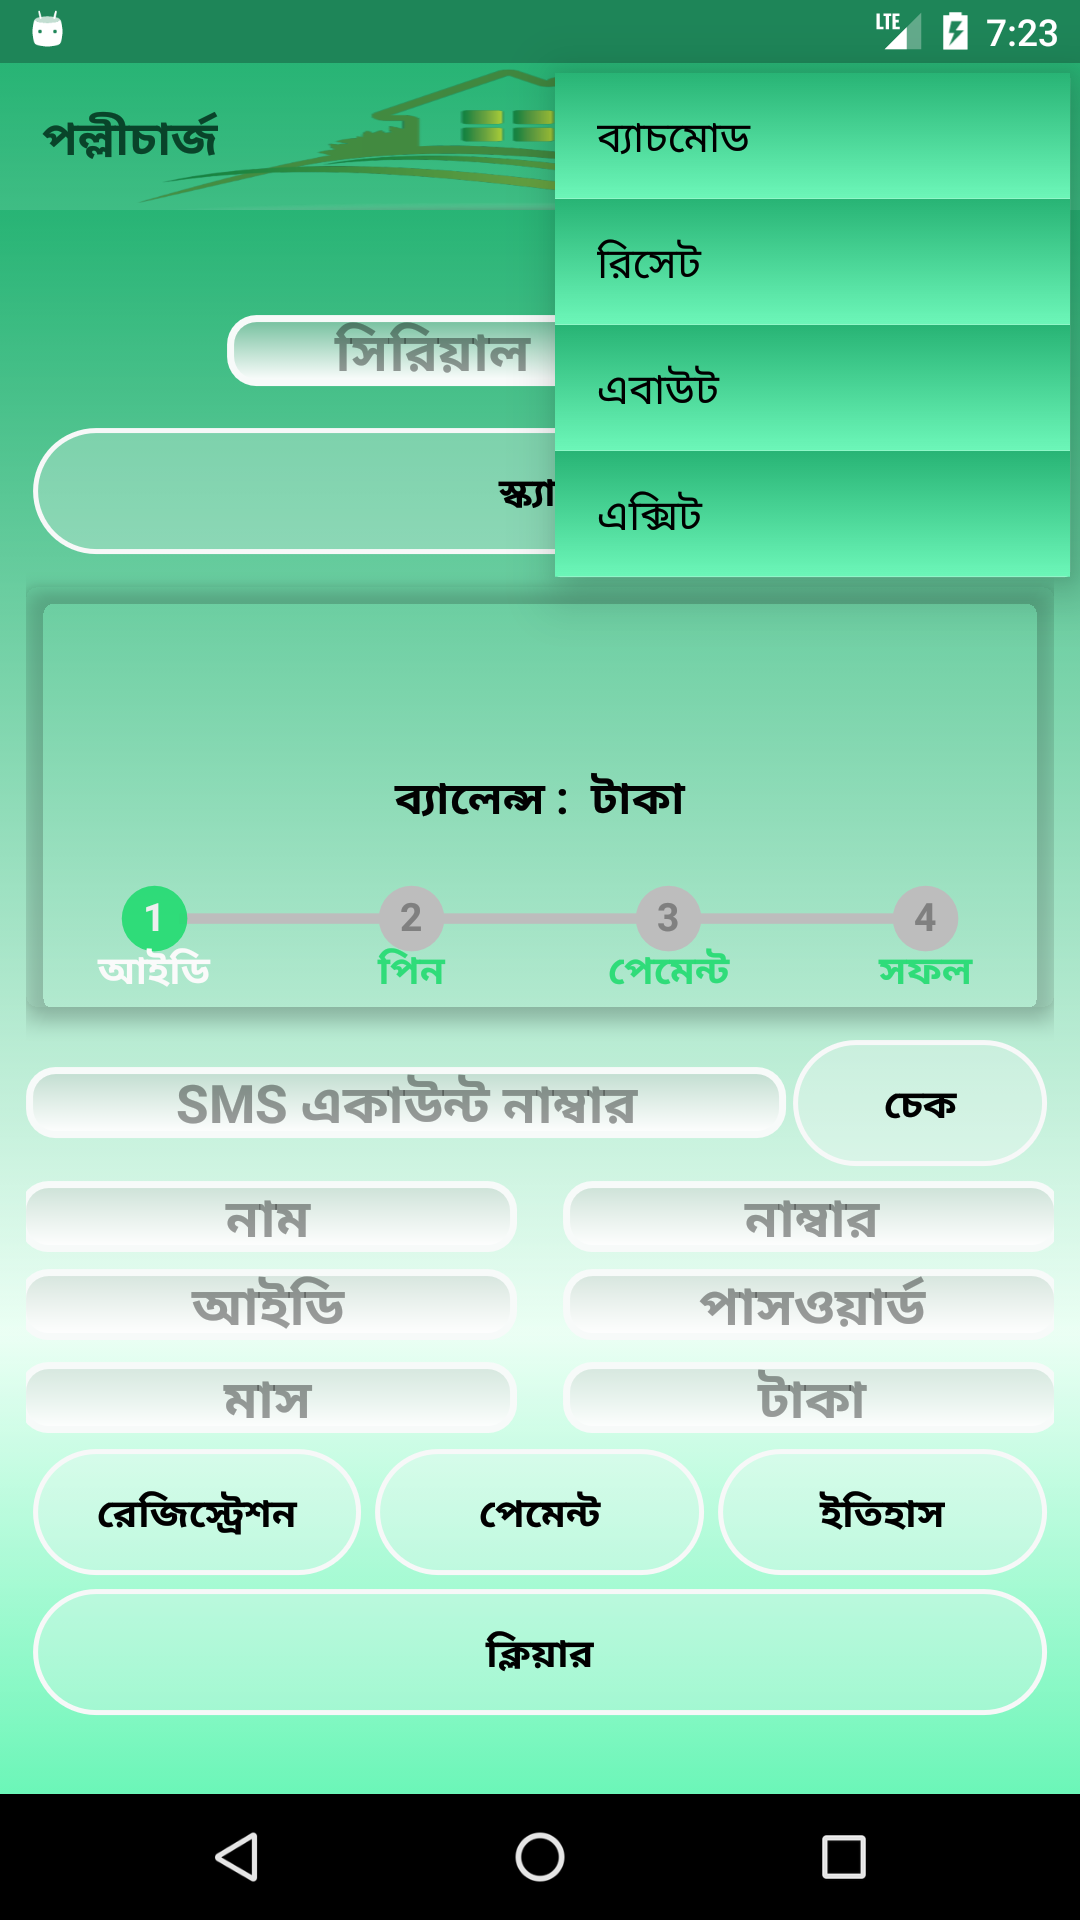 LTE 7:23
পল্লীচার্জ
ব্যাচমোড
রিসেট
এবাউট
এক্সিট
সিরিয়াল
ব্যালেন্স : টাকা
1 2 3 4
আইডি পিন পেমেন্ট সফল
SMS একাউন্ট নাম্বার চেক
নাম নাম্বার
আইডি পাসওয়ার্ড
মাস টাকা
রেজিস্ট্রেশন পেমেন্ট ইতিহাস
ক্লিয়ার